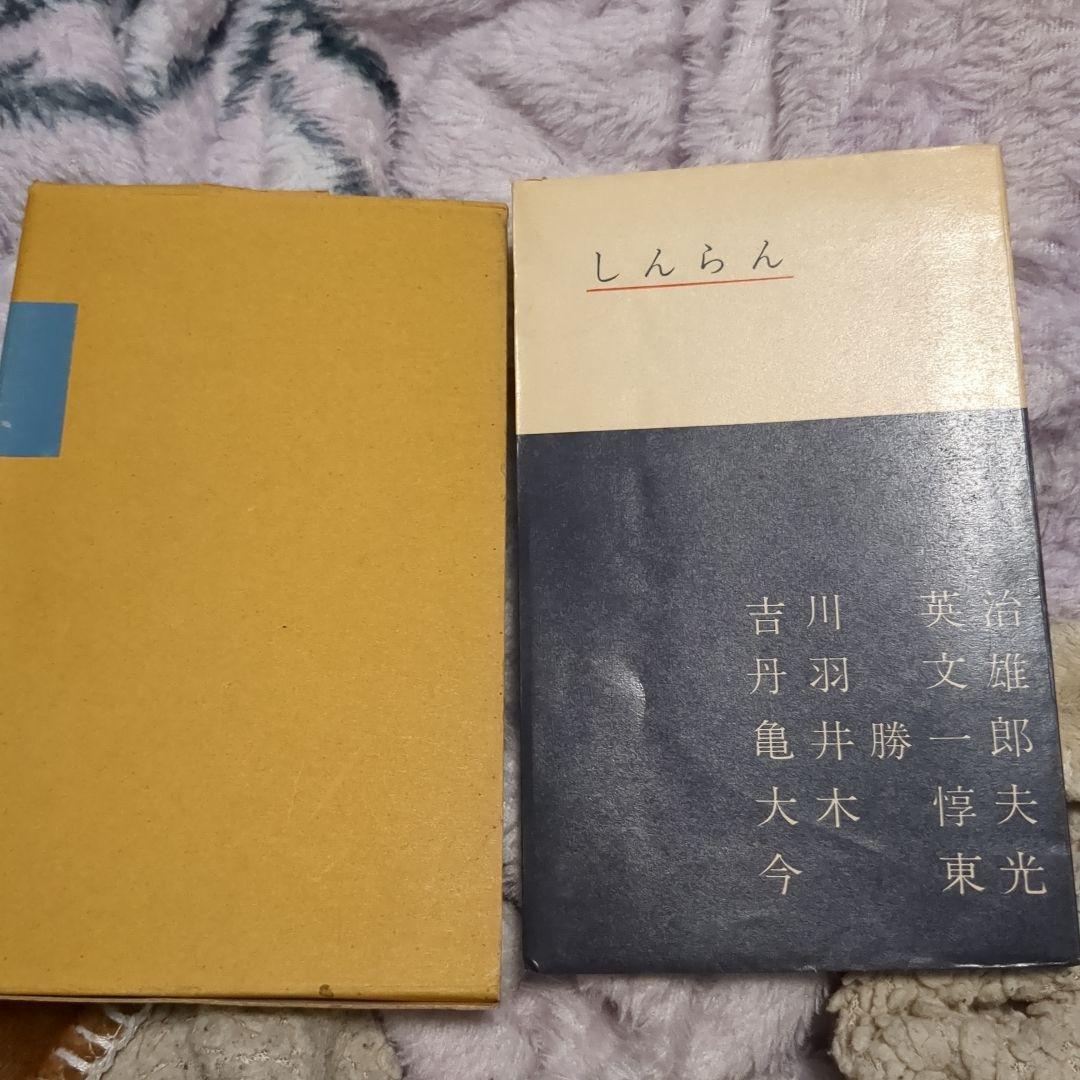 しんらん
吉川 英治
丹羽 文雄
亀井勝一郎
大木 惇夫
今 東光